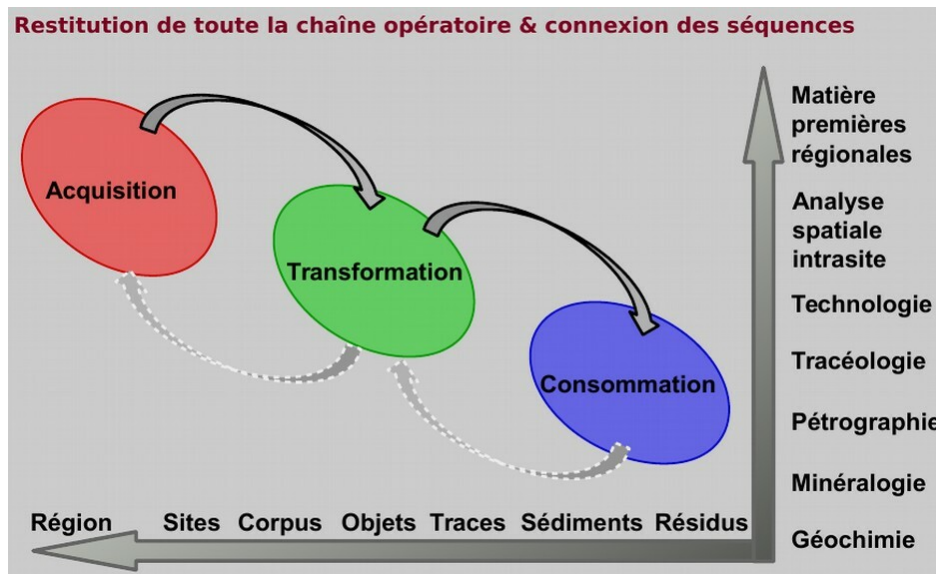 Restitution de toute la chaîne opératoire & connexion des séquences
Acquisition
Transformation
Consommation
Matière
premières
régionales
Analyse
spatiale
intrasite
Technologie
Tracéologie
Pétrographie
Minéralogie
Géochimie
Région Sites Corpus Objets Traces Sédiments Résidus